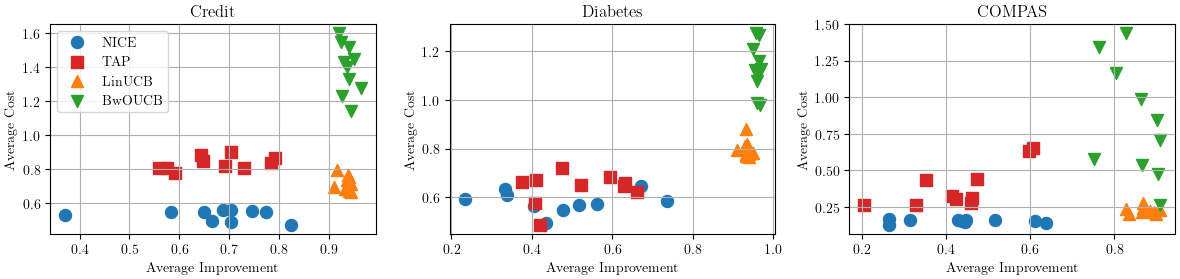 Credit
Average Cost
1.6
1.4
1.2
1.0
0.8
0.6
NICE
TAP
LinUCB
BwOUCB
0.4 0.5 0.6 0.7 0.8 0.9
Average Improvement
Diabetes
Average Cost
1.2
1.0
0.8
0.6
0.2 0.4 0.6 0.8 1.0
Average Improvement
COMPAS
Average Cost
1.50
1.25
1.00
0.75
0.50
0.25
0.2 0.4 0.6 0.8
Average Improvement